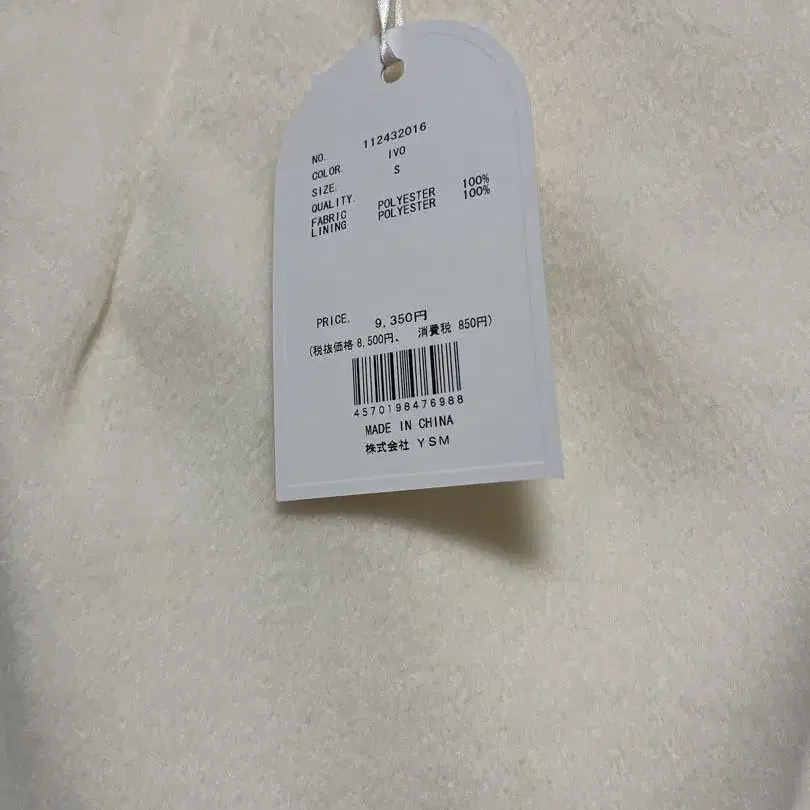 NO. 112432016
COLOR. IVO
SIZE. S
QUALITY.
FABRIC POLYESTER 100%
LINING POLYESTER 100%
PRICE. 9,350円
(税抜価格 8,500円、 消費税 850円)
4570198476988
MADE IN CHINA
株式会社 YSM